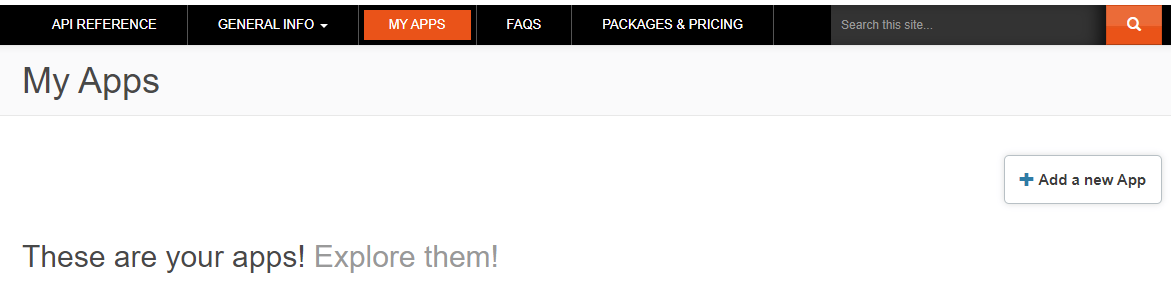 API REFERENCE GENERAL INFO MY APPS FAQS PACKAGES & PRICING Search this site...
My Apps
Add a new App
These are your apps! Explore them!